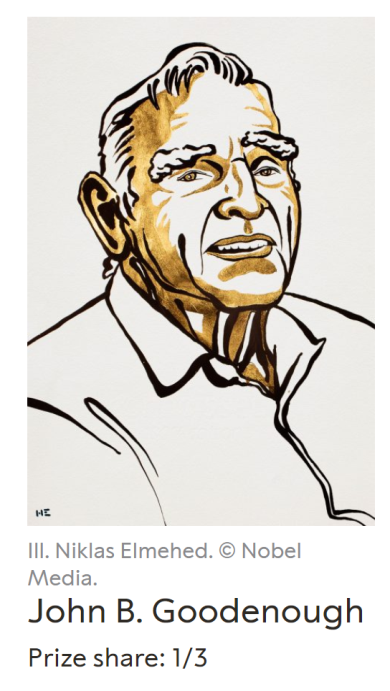 HE
Ill. Niklas Elmehed. © Nobel
Media.
John B. Goodenough
Prize share: 1/3